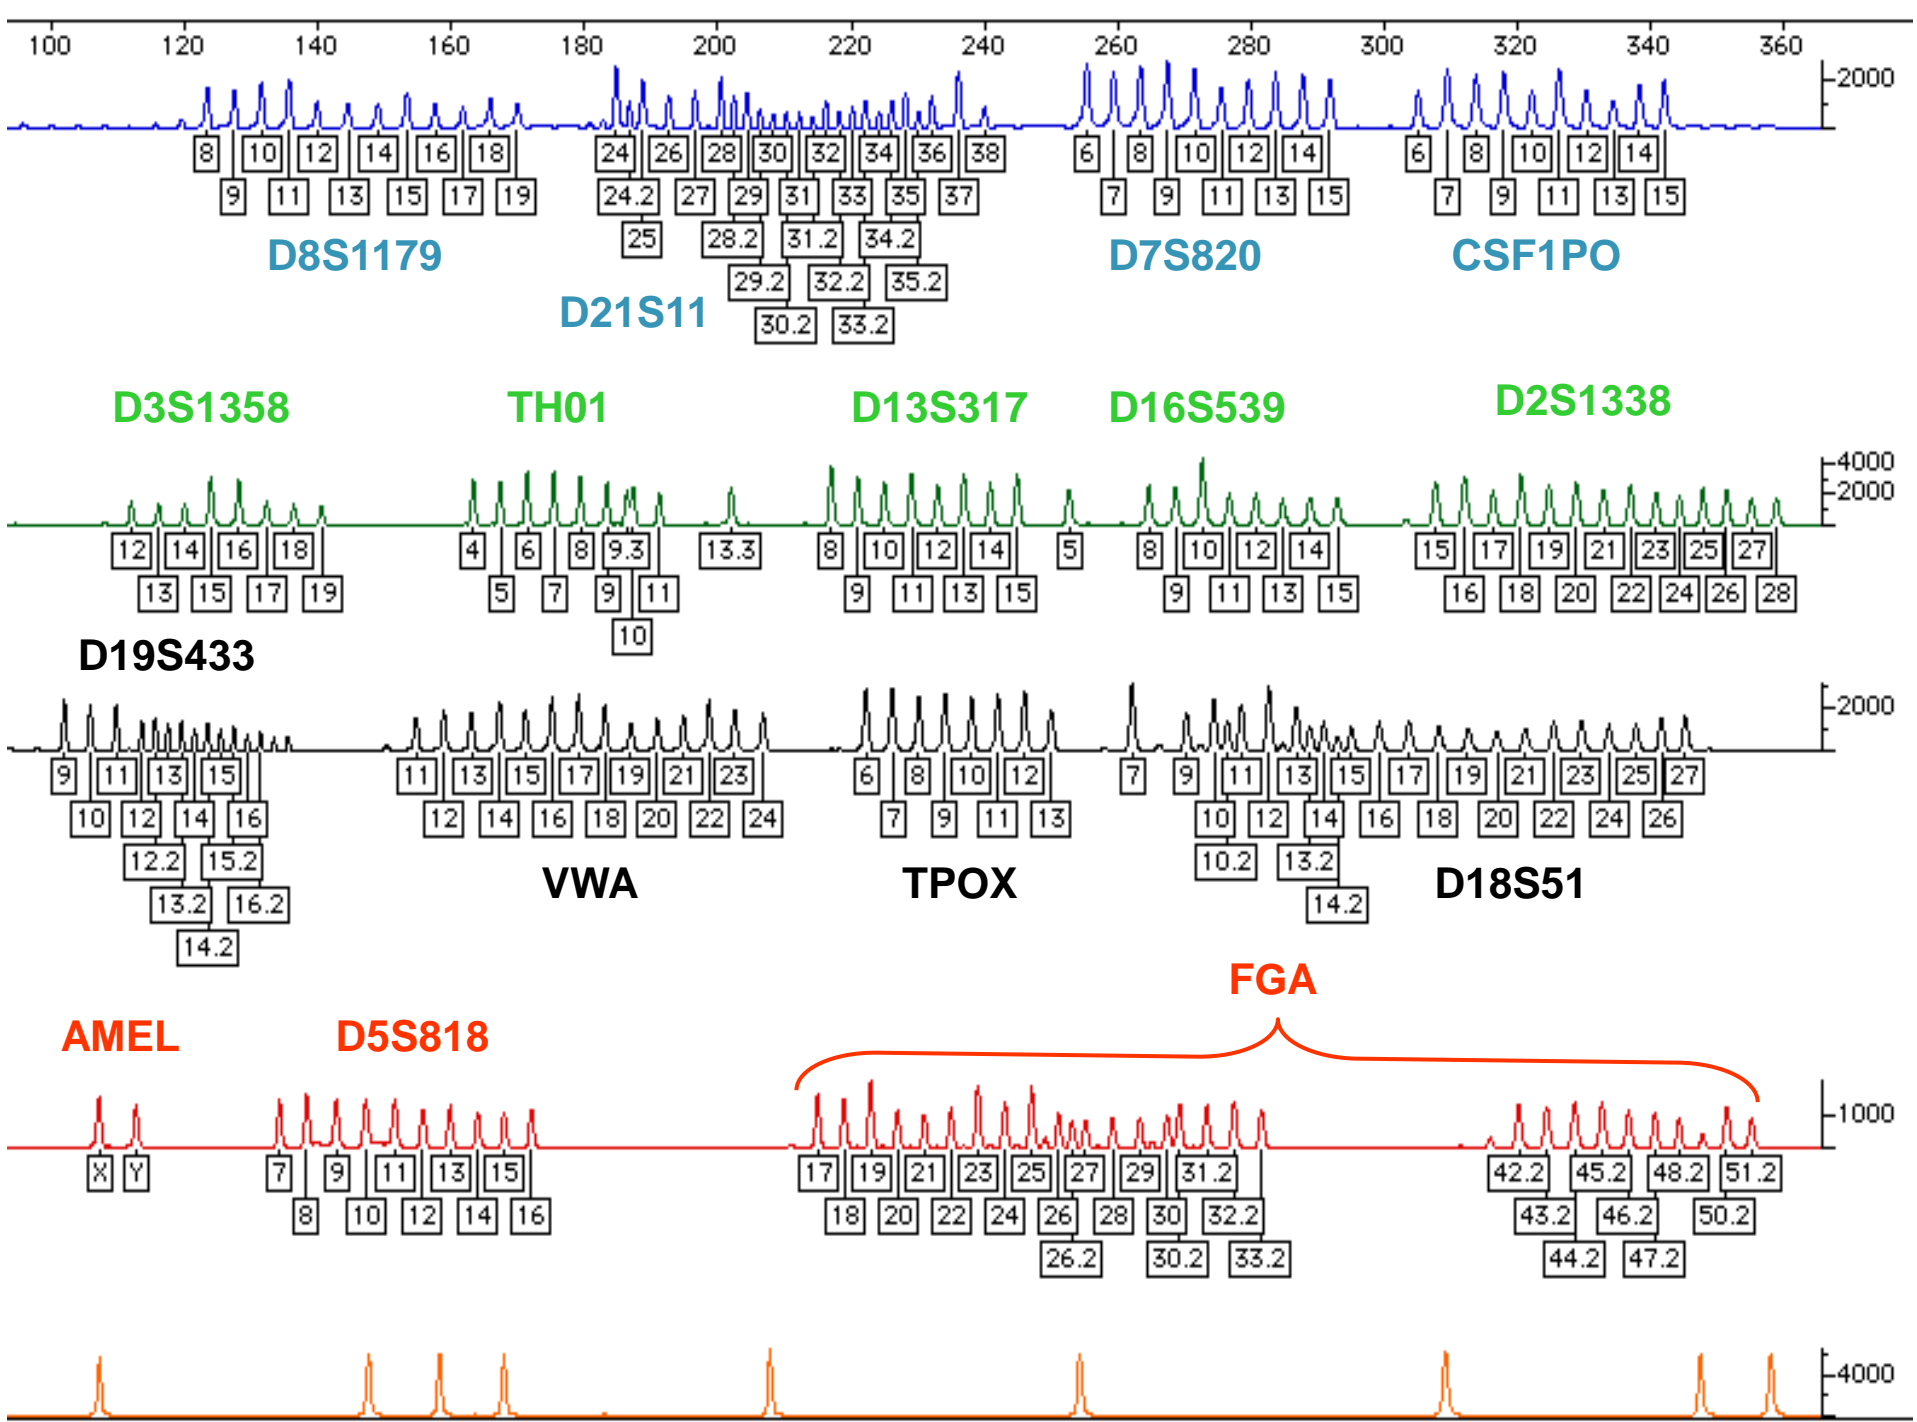 100 120 140 160 180 200 220 240 260 280 300 320 340 360
2000
8 10 12 14 16 18 24 26 28 30 32 34 36 38 6 8 10 12 14 6 8 10 12 14
9 11 13 15 17 19 24.2 27 29 31 33 35 37 7 9 11 13 15 7 9 11 13 15
25 28.2 31.2 34.2
D8S1179 D7S820 CSF1PO
29.2 32.2 35.2
D21S11
30.2 33.2
D3S1358 TH01 D13S317 D16S539 D2S1338
4000
2000
12 14 16 18 4 6 8 9.3 13.3 8 10 12 14 5 8 10 12 14 15 17 19 21 23 25 27
13 15 17 19 5 7 9 11 9 11 13 15 9 11 13 15 16 18 20 22 24 26 28
10
D19S433
2000
9 11 13 15 11 13 15 17 19 21 23 6 8 10 12 7 9 11 13 15 17 19 21 23 25 27
10 12 14 16 12 14 16 18 20 22 24 7 9 11 13 10 12 14 16 18 20 22 24 26
12.2 15.2 10.2 13.2
VWA TPOX D18S51
13.2 16.2 14.2
14.2
FGA
AMEL D5S818
1000
X Y 7 9 11 13 15 17 19 21 23 25 27 29 31.2 42.2 45.2 48.2 51.2
8 10 12 14 16 18 20 22 24 26 28 30 32.2 43.2 46.2 50.2
26.2 30.2 33.2 44.2 47.2
4000